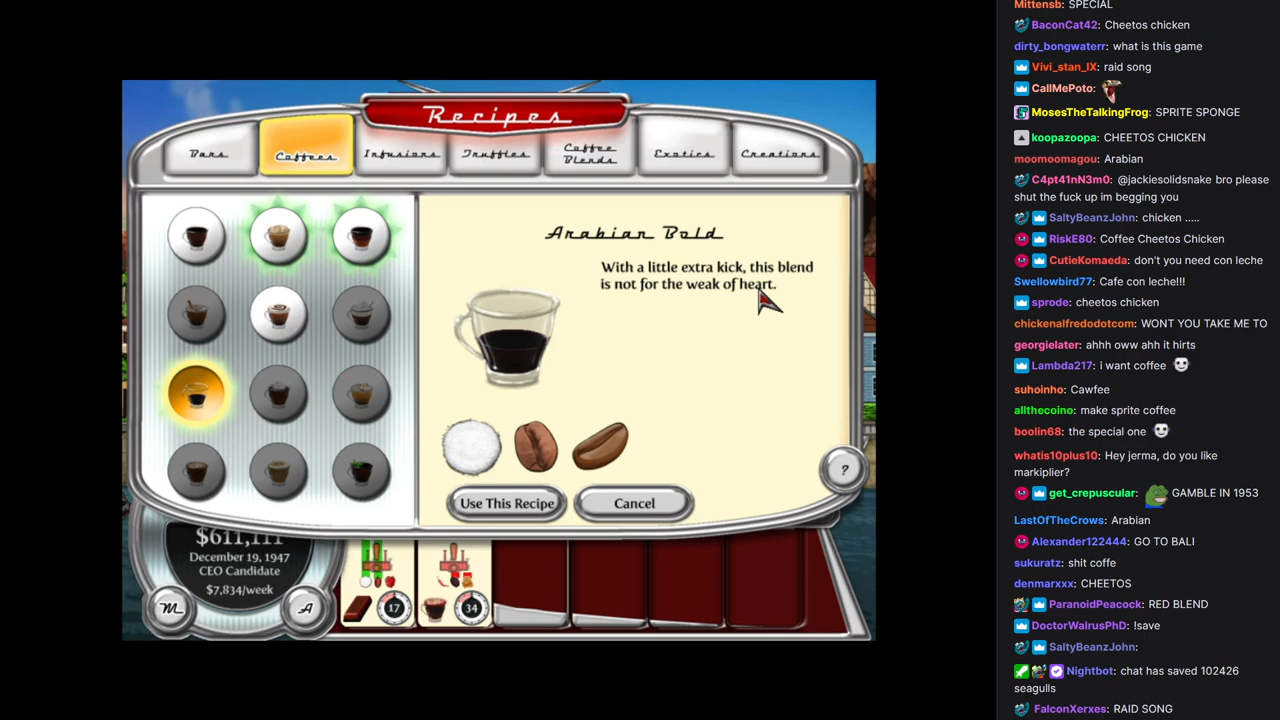 Recipes
Bars
Coffees
Infusions
Truffles
Coffee
Blends
Exotics
Creations
Arabian Bold
With a little extra kick, this blend
is not for the weak of heart.
Use This Recipe
Cancel
?
$611,111
December 19, 1947
CEO Candidate
$7,834/week
M
A
17
34
Mittensb: SPECIAL
BaconCat42: Cheetos chicken
dirty_bongwaterr: what is this game
Vivi_stan_IX: raid song
CallMePoto:
MosesTheTalkingFrog: SPRITE SPONGE
koopazoopa: CHEETOS CHICKEN
moomoomagou: Arabian
C4pt41nN3m0: @jackiesolidsnake bro please
shut the fuck up im begging you
SaltyBeanzJohn: chicken .....
RiskE80: Coffee Cheetos Chicken
CutieKomaeda: don't you need con leche
Swellowbird77: Cafe con leche!!!
sprode: cheetos chicken
chickenalfredodotcom: WONT YOU TAKE ME TO
georgielater: ahhh oww ahh it hirts
Lambda217: i want coffee
suhoinho: Cawfee
allthecoino: make sprite coffee
boolin68: the special one
whatis10plus10: Hey jerma, do you like
markiplier?
get_crepuscular: GAMBLE IN 1953
LastOfTheCrows: Arabian
Alexander122444: GO TO BALI
sukuratz: shit coffe
denmarxxx: CHEETOS
ParanoidPeacock: RED BLEND
DoctorWalrusPhD: !save
SaltyBeanzJohn:
Nightbot: chat has saved 102426
seagulls
FalconXerxes: RAID SONG